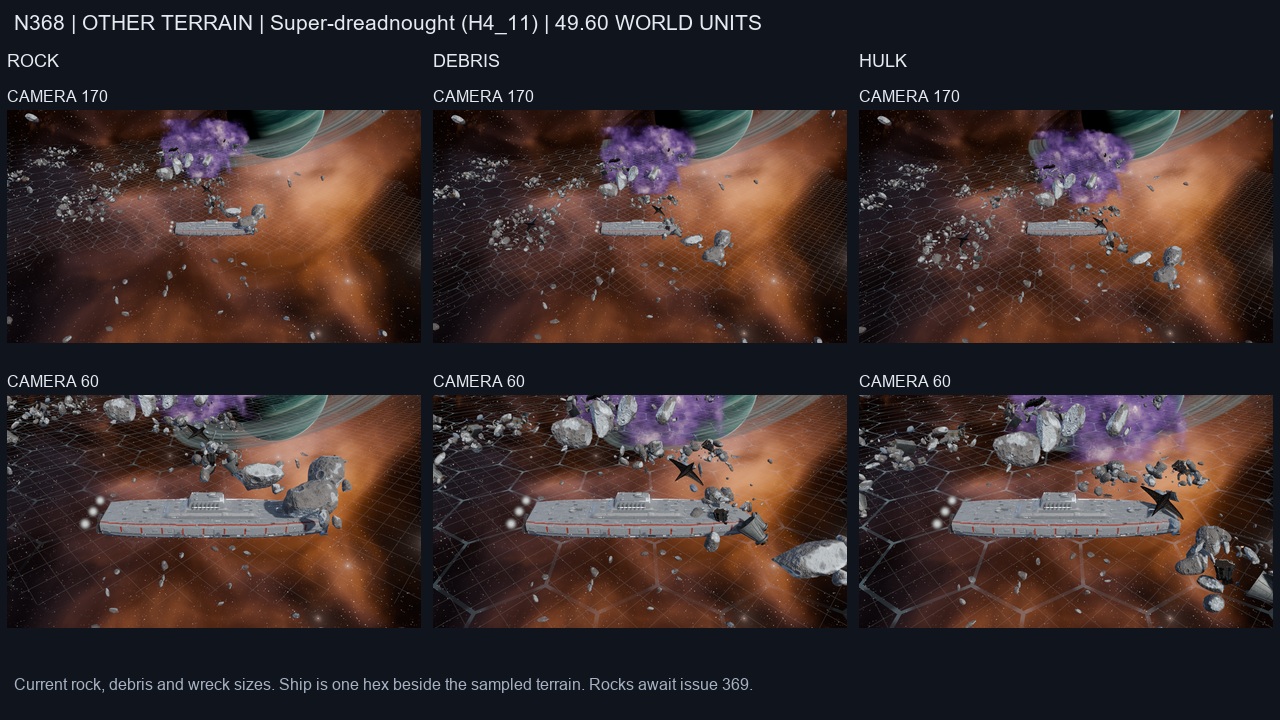 N368 | OTHER TERRAIN | Super-dreadnought (H4_11) | 49.60 WORLD UNITS
ROCK
DEBRIS
HULK
CAMERA 170
CAMERA 170
CAMERA 170
CAMERA 60
CAMERA 60
CAMERA 60
Current rock, debris and wreck sizes. Ship is one hex beside the sampled terrain. Rocks await issue 369.